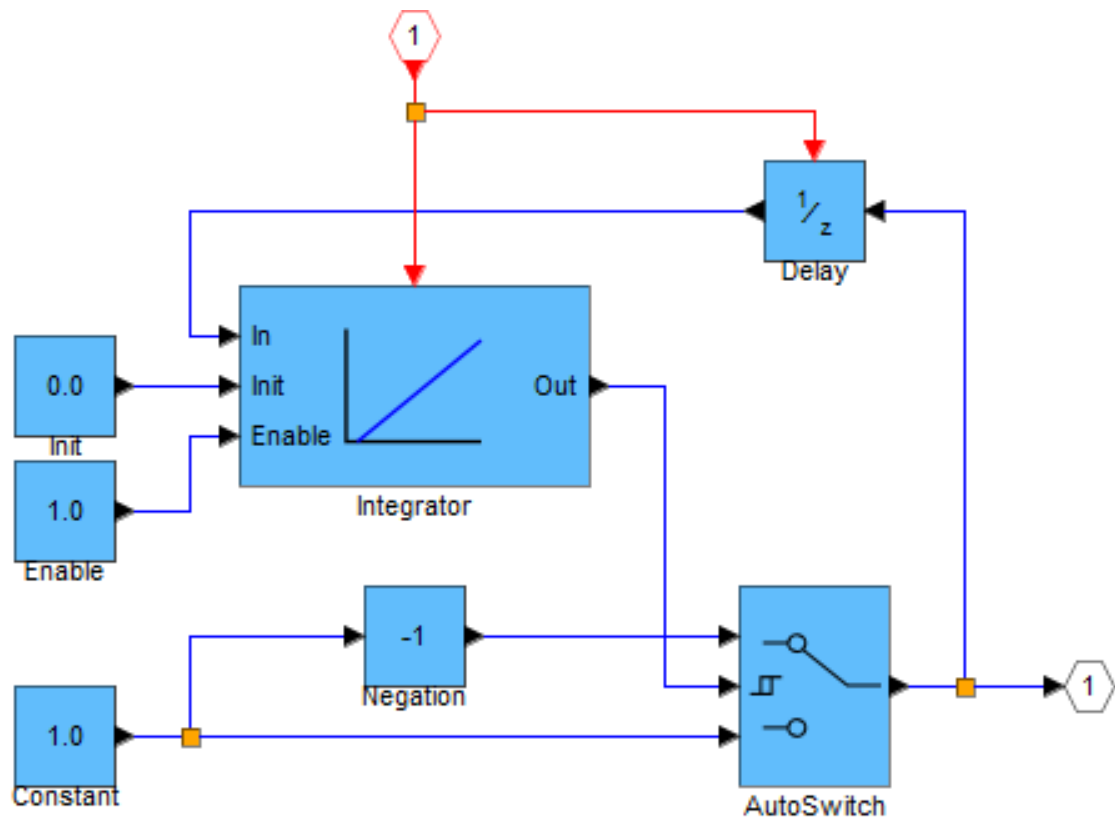 1
1/z
Delay
In
0.0
Init
Out
Init
Enable
1.0
Integrator
Enable
-1
Negation
1
1.0
Constant
AutoSwitch